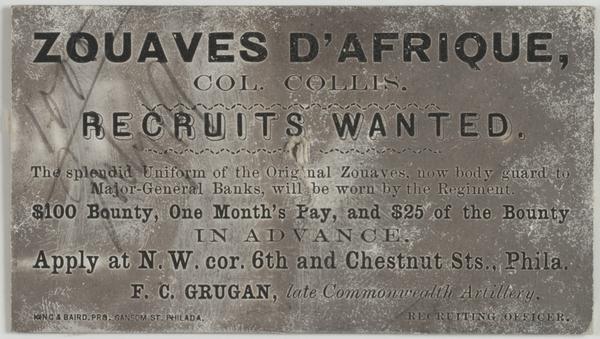 ZOUAVES D'AFRIQUE,
COL. COLLIS.
RECRUITS WANTED.
The splendid Uniform of the Orig nal Zouaves, now body guard to
Major-General Banks, will be worn by the Regiment.
$100 Bounty, One Month's Pay, and $25 of the Bounty
IN ADVANCE.
Apply at N. W. cor. 6th and Chestnut Sts., Phila.
F. C. GRUGAN, late Commonwealth Artillery,
KING & BAIRD, PRS., SANSOM ST. PHILADA. RECRUITING OFFICER.